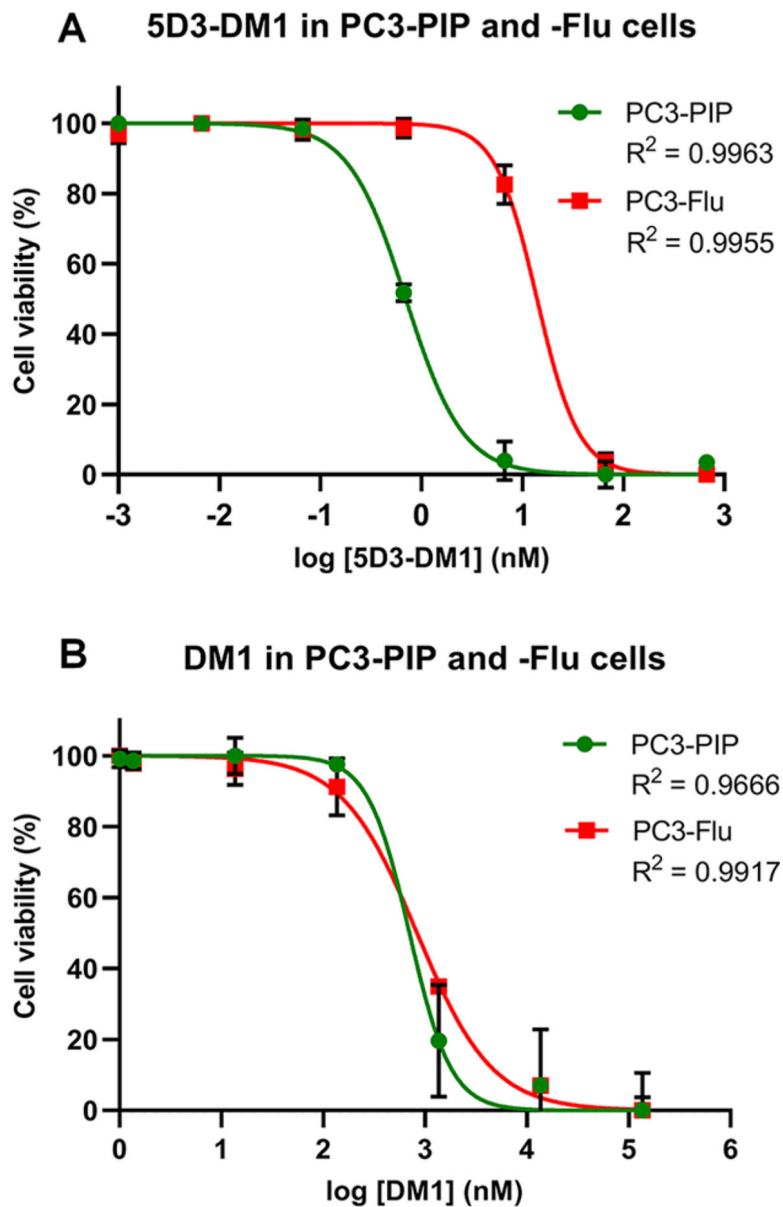 A
5D3-DM1 in PC3-PIP and -Flu cells
PC3-PIP
R² = 0.9963
PC3-Flu
R² = 0.9955
Cell viability (%)
100
80
60
40
20
0
-3 -2 -1 0 1 2 3
log [5D3-DM1] (nM)
B
DM1 in PC3-PIP and -Flu cells
PC3-PIP
R² = 0.9666
PC3-Flu
R² = 0.9917
Cell viability (%)
100
80
60
40
20
0
0 1 2 3 4 5 6
log [DM1] (nM)